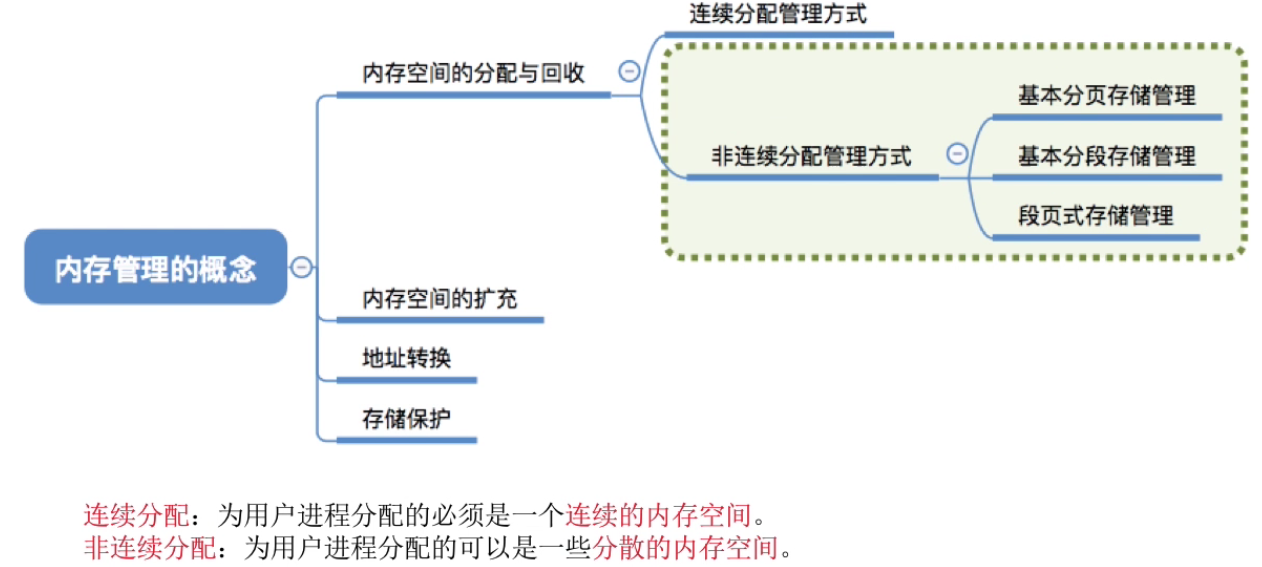 连续分配管理方式
内存空间的分配与回收
基本分页存储管理
非连续分配管理方式
基本分段存储管理
段页式存储管理
内存管理的概念
内存空间的扩充
地址转换
存储保护
连续分配：为用户进程分配的必须是一个连续的内存空间。
非连续分配：为用户进程分配的可以是一些分散的内存空间。